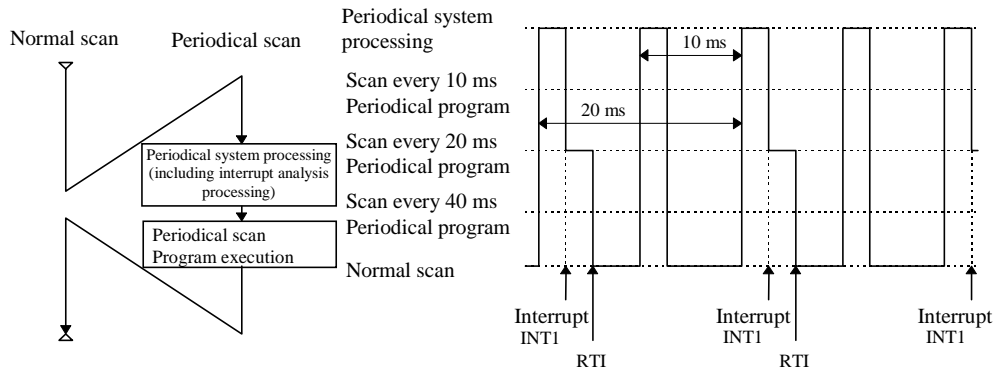 Normal scan
Periodical scan
Periodical system processing
(including interrupt analysis
processing)
Periodical scan
Program execution
Periodical system
processing
Scan every 10 ms
Periodical program
Scan every 20 ms
Periodical program
Scan every 40 ms
Periodical program
Normal scan
10 ms
20 ms
Interrupt
INT1
RTI
Interrupt
INT1
RTI
Interrupt
INT1